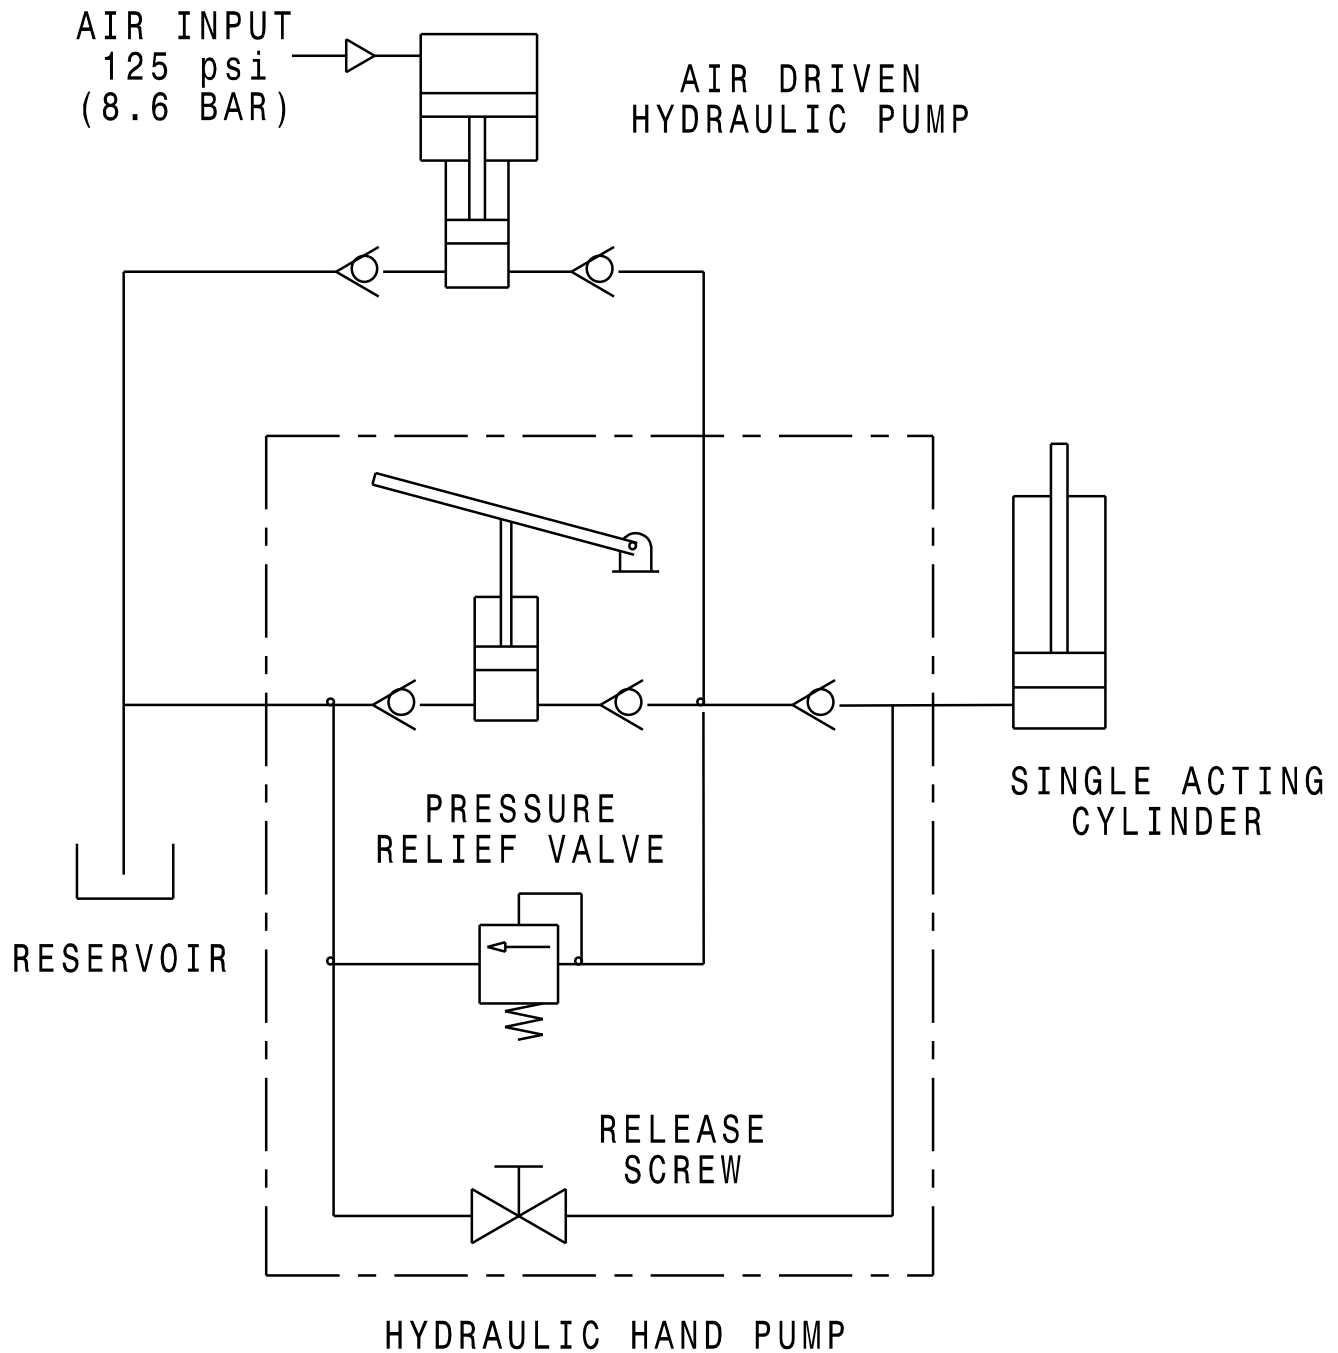 AIR INPUT
125 psi
(8.6 BAR)
AIR DRIVEN
HYDRAULIC PUMP
SINGLE ACTING
CYLINDER
PRESSURE
RELIEF VALVE
RESERVOIR
RELEASE
SCREW
HYDRAULIC HAND PUMP